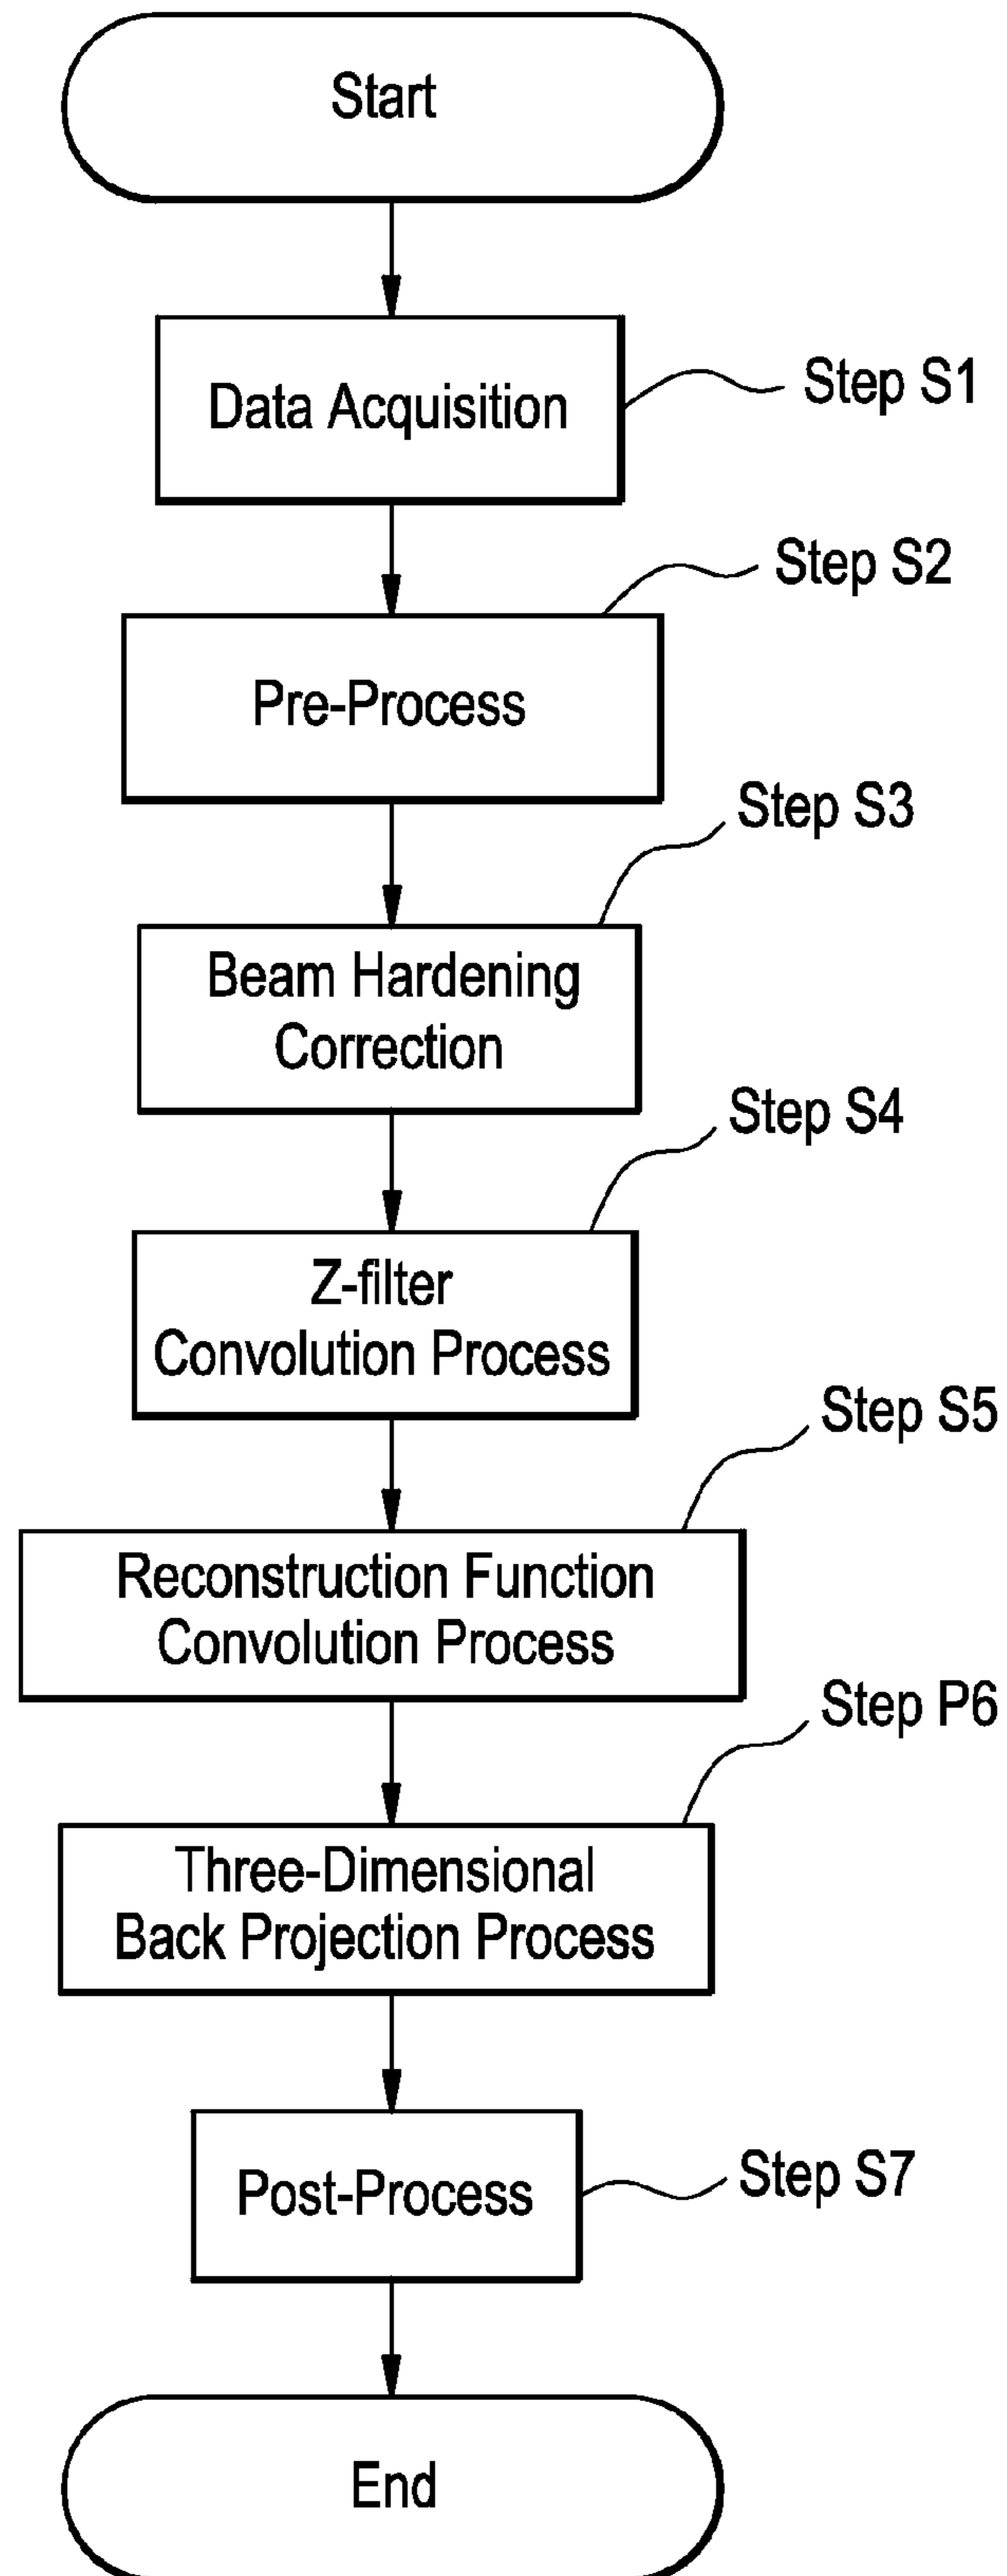 Start
Data Acquisition
Step S1
Step S2
Pre-Process
Step S3
Beam Hardening
Correction
Step S4
Z-filter
Convolution Process
Step S5
Reconstruction Function
Convolution Process
Step P6
Three-Dimensional
Back Projection Process
Post-Process
Step S7
End